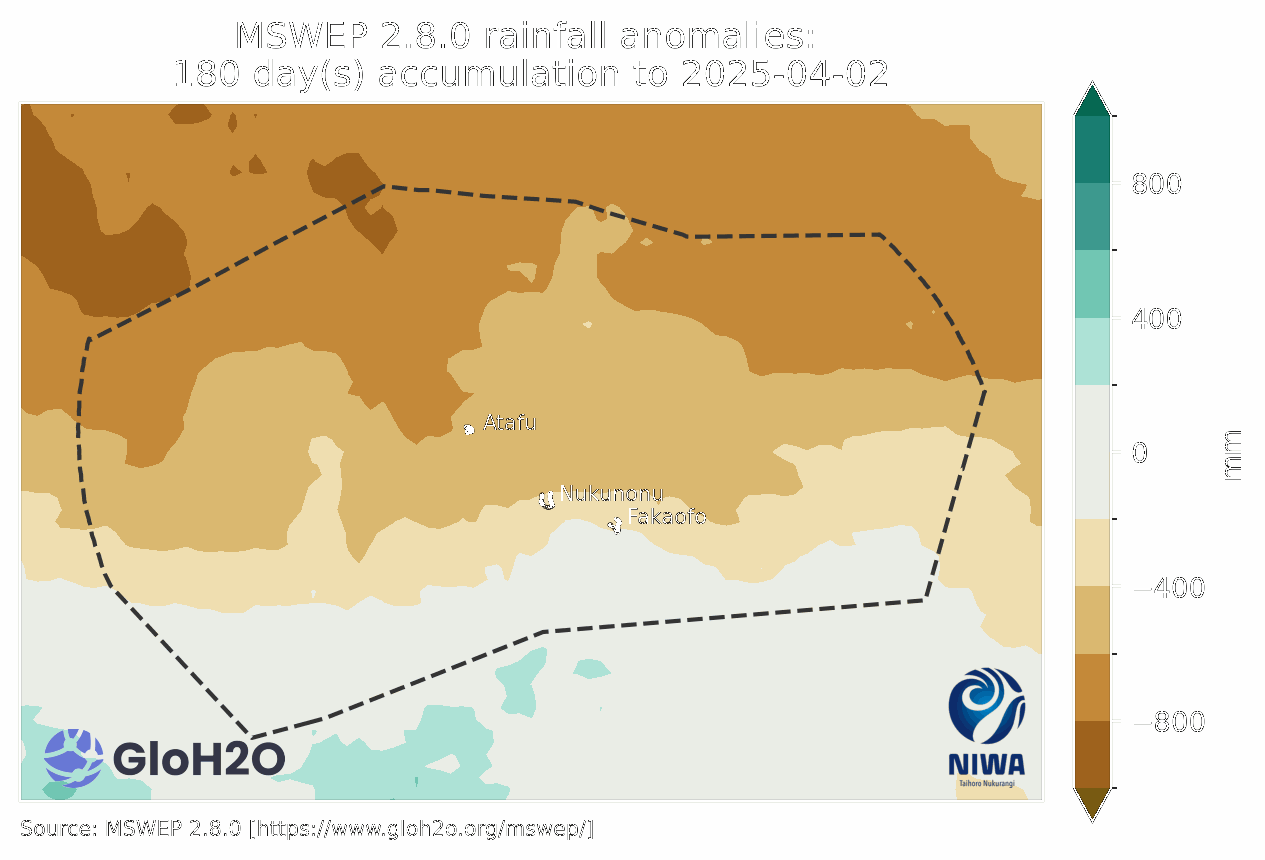 MSWEP 2.8.0 rainfall anomalies:
180 day(s) accumulation to 2025-04-02
800
400
0
−400
−800
mm
Atafu
Nukunonu
Fakaofo
GloH2O
NIWA
Taihoro Nukurangi
Source: MSWEP 2.8.0 [https://www.gloh2o.org/mswep/]